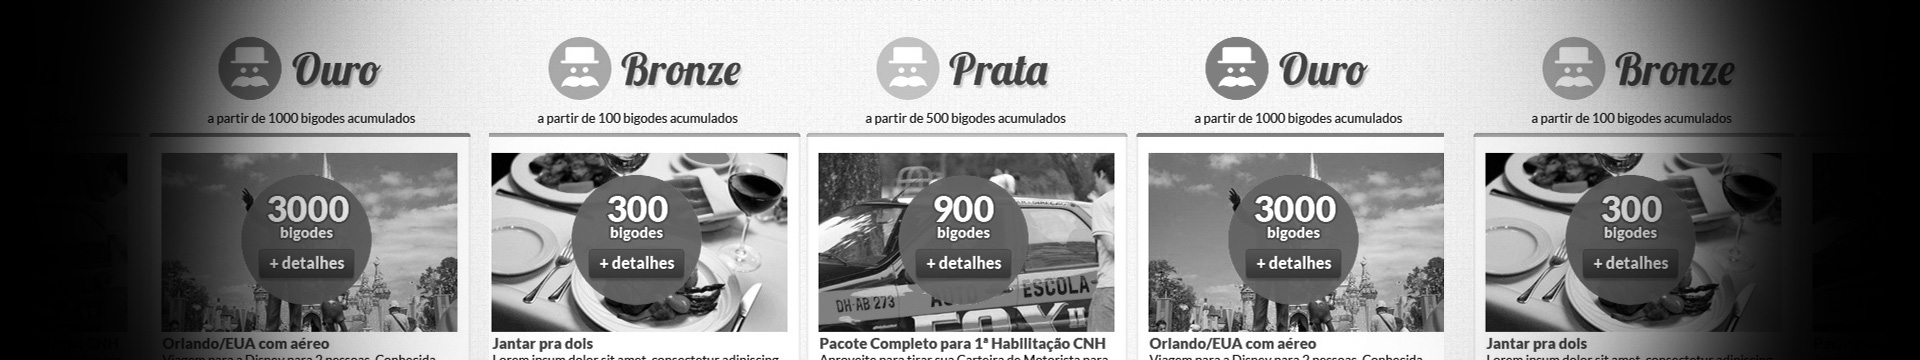 Ouro
a partir de 1000 bigodes acumulados
3000
bigodes
+ detalhes
Orlando/EUA com aéreo
Viagem para a Disney para 2 pessoas. Conhecida
Bronze
a partir de 100 bigodes acumulados
300
bigodes
+ detalhes
Jantar pra dois
Lorem ipsum dolor sit amet, consectetur adipiscing
Prata
a partir de 500 bigodes acumulados
900
bigodes
+ detalhes
DH-AB 273
AUTO ESCOLA
FOX
Pacote Completo para 1ª Habilitação CNH
Aproveite para tirar sua Carteira de Motorista para
Ouro
a partir de 1000 bigodes acumulados
3000
bigodes
+ detalhes
Orlando/EUA com aéreo
Viagem para a Disney para 2 pessoas. Conhecida
Bronze
a partir de 100 bigodes acumulados
300
bigodes
+ detalhes
Jantar pra dois
Lorem ipsum dolor sit amet, consectetur adipiscing